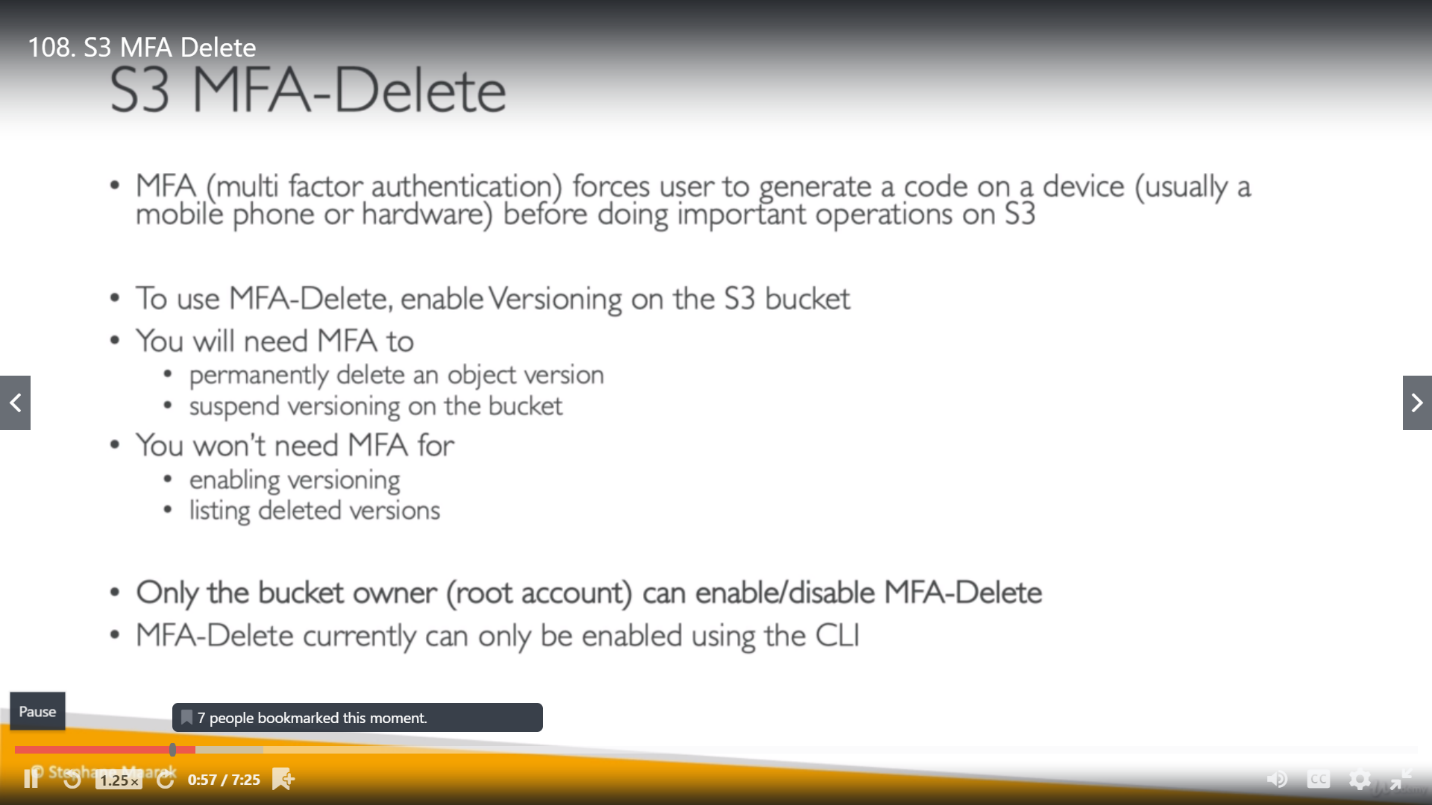 108. S3 MFA Delete
S3 MFA-Delete
• MFA (multi factor authentication) forces user to generate a code on a device (usually a
mobile phone or hardware) before doing important operations on S3
• To use MFA-Delete, enable Versioning on the S3 bucket
• You will need MFA to
• permanently delete an object version
• suspend versioning on the bucket
• You won't need MFA for
• enabling versioning
• listing deleted versions
• Only the bucket owner (root account) can enable/disable MFA-Delete
• MFA-Delete currently can only be enabled using the CLI
Pause
7 people bookmarked this moment.
© Stephane Maarek
1.25x
0:57 / 7:25
CC